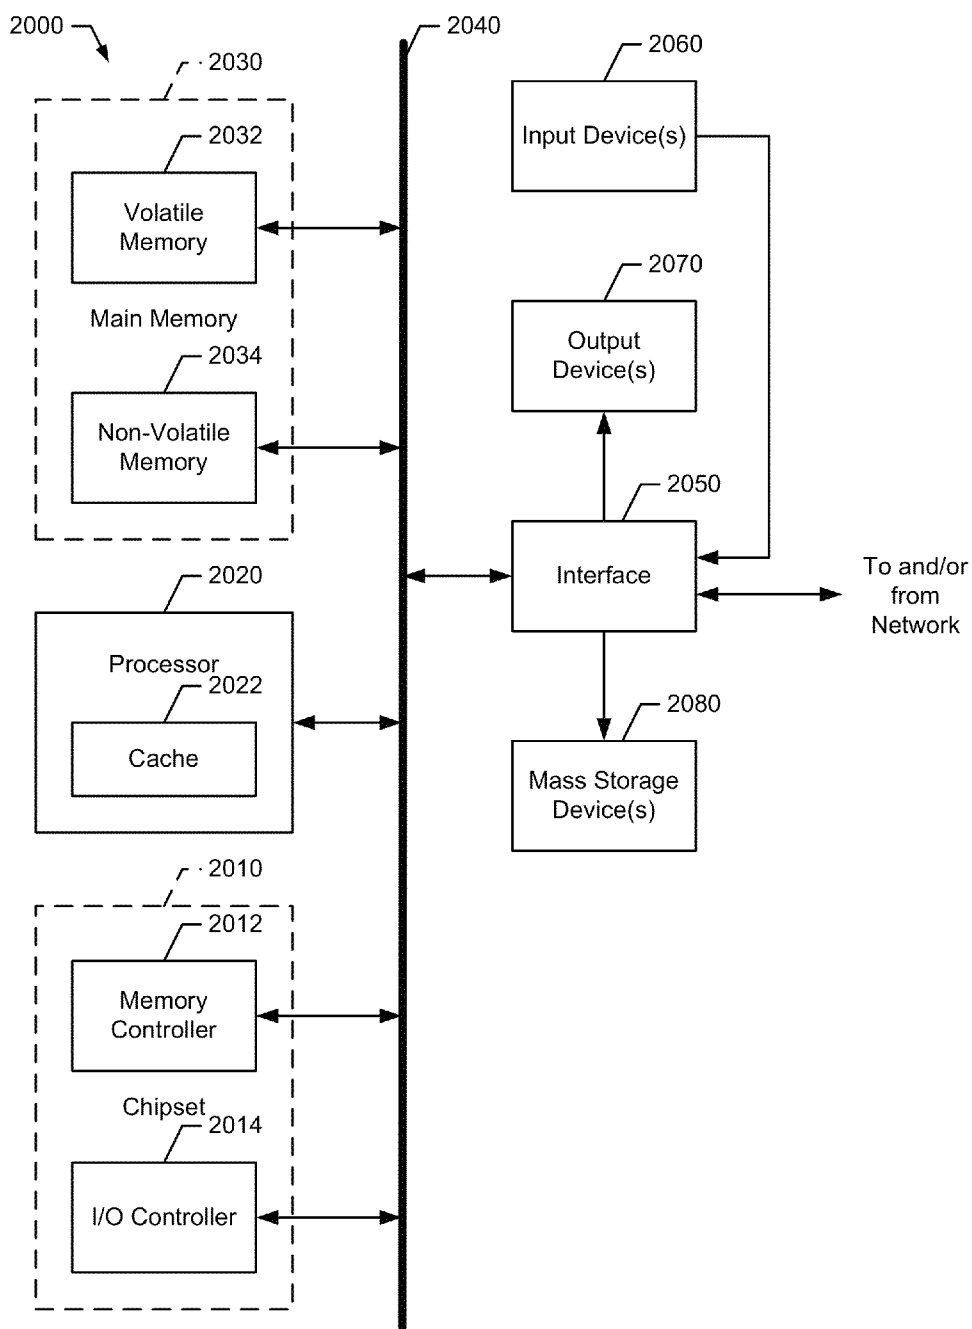 2000
2040
2030
2032
Volatile
Memory
Main Memory
2034
Non-Volatile
Memory
2020
Processor
2022
Cache
2010
2012
Memory
Controller
Chipset
2014
I/O Controller
2060
Input Device(s)
2070
Output
Device(s)
2050
Interface
To and/or
from
Network
2080
Mass Storage
Device(s)